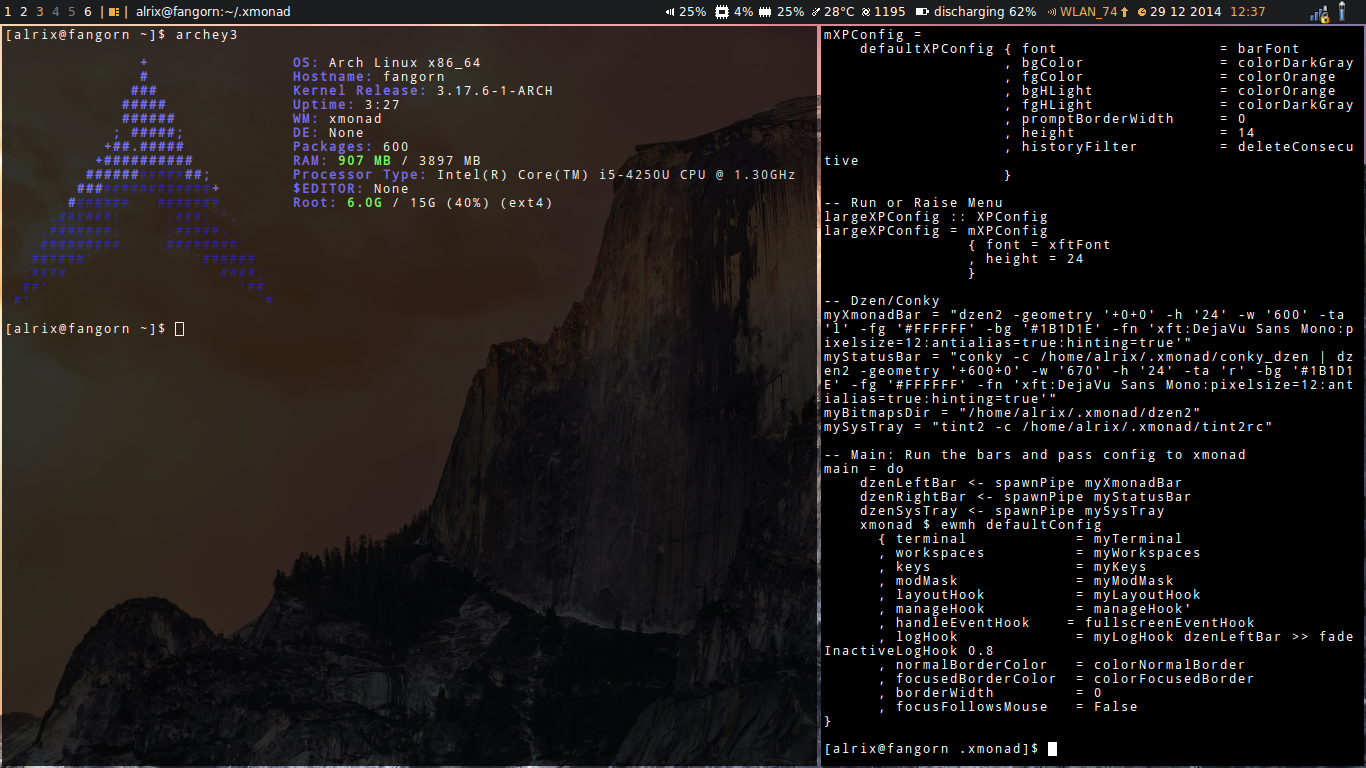 1 2 3 4 5 6 | | alrix@fangorn:~/.xmonad 25% 4% 25% 28°C 1195 discharging 62% WLAN_74 29 12 2014 12:37
[alrix@fangorn ~]$ archey3
+
# OS: Arch Linux x86_64
### Hostname: fangorn
##### Kernel Release: 3.17.6-1-ARCH
###### Uptime: 3:27
; #####; WM: xmonad
+##.##### DE: None
+########## Packages: 600
RAM: 907 MB / 3897 MB
Processor Type: Intel(R) Core(TM) i5-4250U CPU @ 1.30GHz
$EDITOR: None
Root: 6.0G / 15G (40%) (ext4)
[alrix@fangorn ~]$
mXPConfig =
    defaultXPConfig { font                  = barFont
                    , bgColor               = colorDarkGray
                    , fgColor               = colorOrange
                    , bgHLight              = colorOrange
                    , fgHLight              = colorDarkGray
                    , promptBorderWidth     = 0
                    , height                = 14
                    , historyFilter         = deleteConsecu
tive
                    }
-- Run or Raise Menu
largeXPConfig :: XPConfig
largeXPConfig = mXPConfig
                { font = xftFont
                , height = 24
                }
-- Dzen/Conky
myXmonadBar = "dzen2 -geometry '+0+0' -h '24' -w '600' -ta
'l' -fg '#FFFFFF' -bg '#1B1D1E' -fn 'xft:DejaVu Sans Mono:p
ixelsize=12:antialias=true:hinting=true'"
myStatusBar = "conky -c /home/alrix/.xmonad/conky_dzen | dz
en2 -geometry '+600+0' -w '670' -h '24' -ta 'r' -bg '#1B1D1
E' -fg '#FFFFFF' -fn 'xft:DejaVu Sans Mono:pixelsize=12:ant
ialias=true:hinting=true'"
myBitmapsDir = "/home/alrix/.xmonad/dzen2"
mySysTray = "tint2 -c /home/alrix/.xmonad/tint2rc"
-- Main: Run the bars and pass config to xmonad
main = do
    dzenLeftBar <- spawnPipe myXmonadBar
    dzenRightBar <- spawnPipe myStatusBar
    dzenSysTray <- spawnPipe mySysTray
    xmonad $ ewmh defaultConfig
      { terminal            = myTerminal
      , workspaces          = myWorkspaces
      , keys                = myKeys
      , modMask             = myModMask
      , layoutHook          = myLayoutHook
      , manageHook          = manageHook'
      , handleEventHook    = fullscreenEventHook
      , logHook             = myLogHook dzenLeftBar >> fade
InactiveLogHook 0.8
      , normalBorderColor   = colorNormalBorder
      , focusedBorderColor  = colorFocusedBorder
      , borderWidth         = 0
      , focusFollowsMouse   = False
}
[alrix@fangorn .xmonad]$